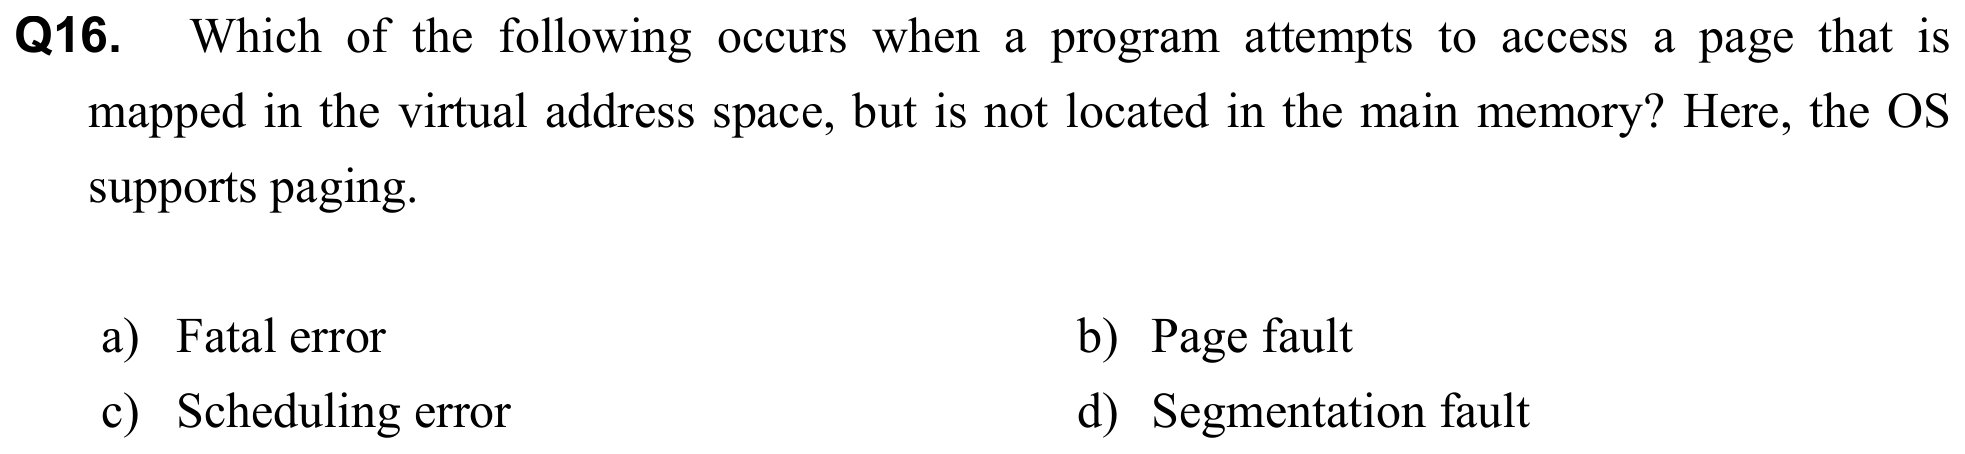 Q16. Which of the following occurs when a program attempts to access a page that is
mapped in the virtual address space, but is not located in the main memory? Here, the OS
supports paging.
a) Fatal error b) Page fault
c) Scheduling error d) Segmentation fault